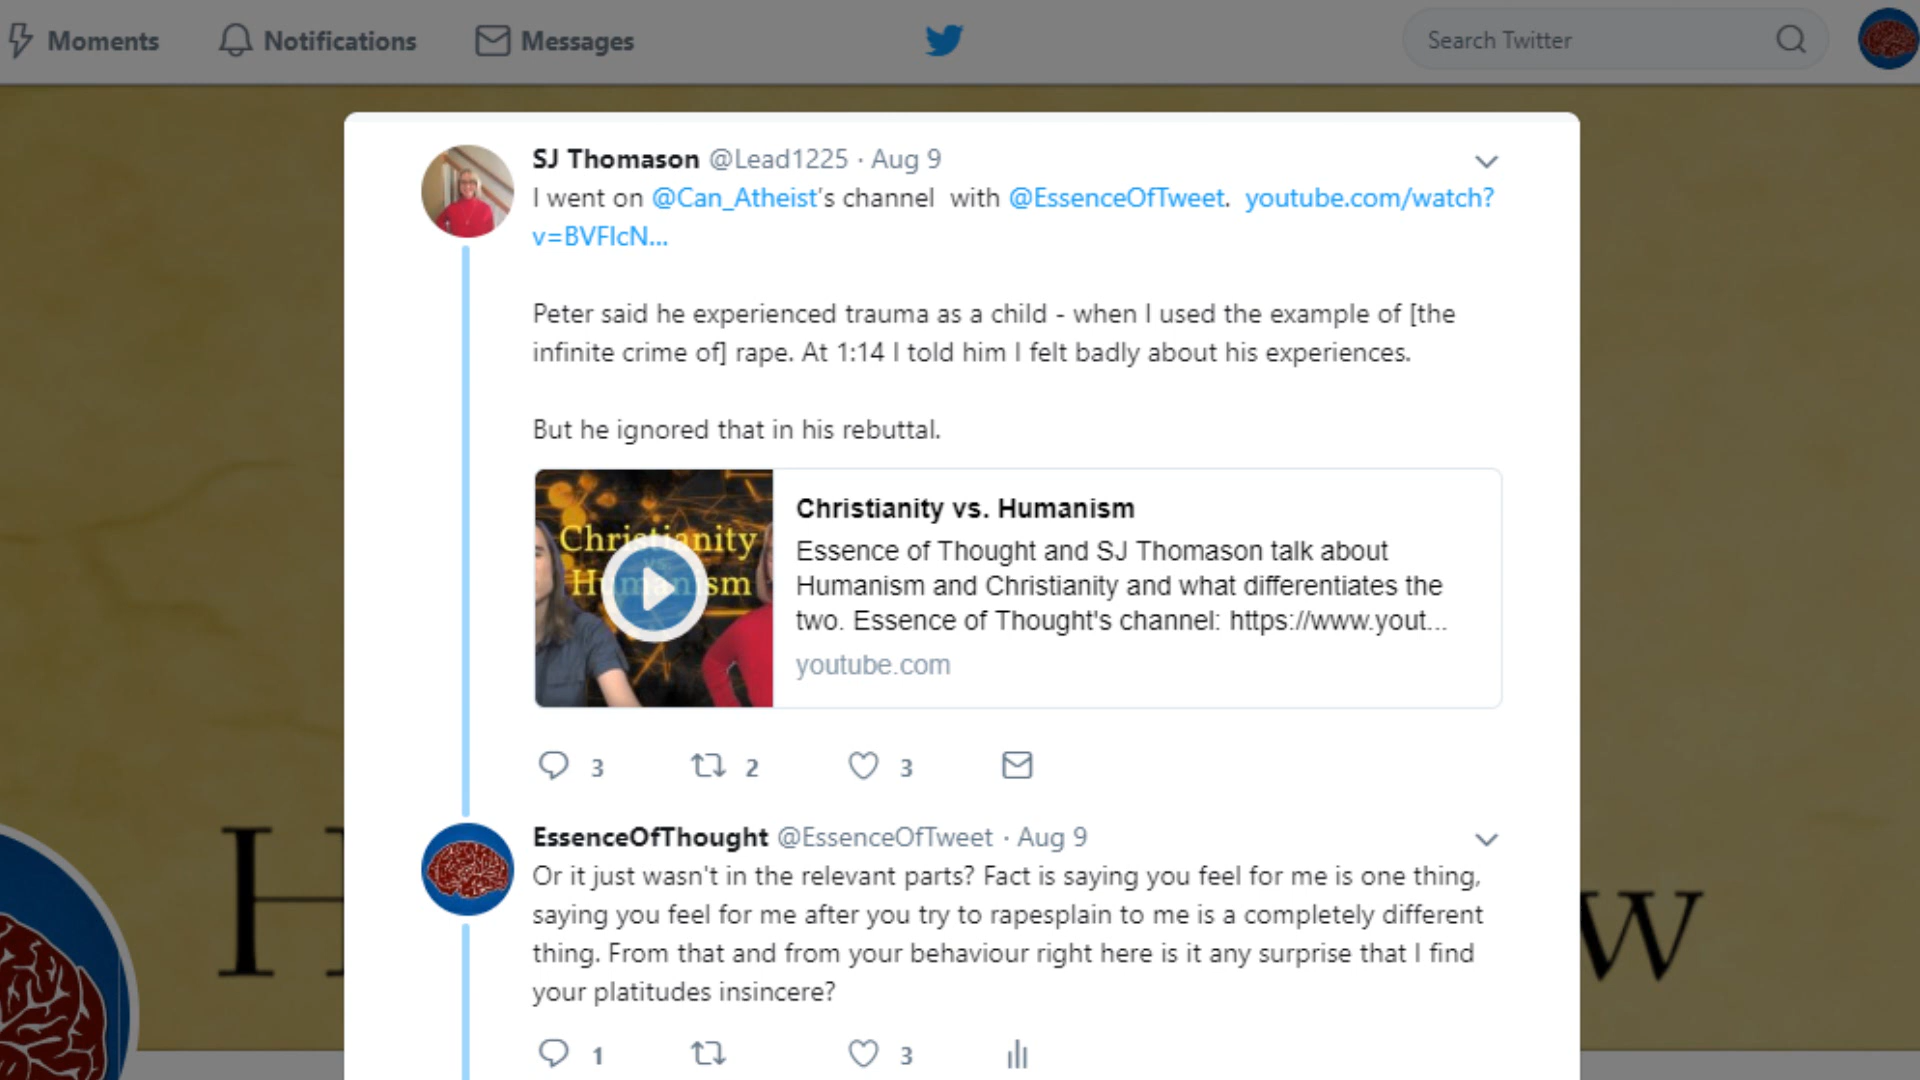 Moments
Notifications
Messages
Search Twitter
SJ Thomason @Lead1225 · Aug 9
I went on @Can_Atheist's channel with @EssenceOfTweet. youtube.com/watch?
v=BVFIcN...
Peter said he experienced trauma as a child - when I used the example of [the
infinite crime of] rape. At 1:14 I told him I felt badly about his experiences.
But he ignored that in his rebuttal.
Christianity
vs.
Humanism
Christianity vs. Humanism
Essence of Thought and SJ Thomason talk about
Humanism and Christianity and what differentiates the
two. Essence of Thought's channel: https://www.yout...
youtube.com
3 2 3
EssenceOfThought @EssenceOfTweet · Aug 9
Or it just wasn't in the relevant parts? Fact is saying you feel for me is one thing,
saying you feel for me after you try to rapesplain to me is a completely different
thing. From that and from your behaviour right here is it any surprise that I find
your platitudes insincere?
1 3
H
w